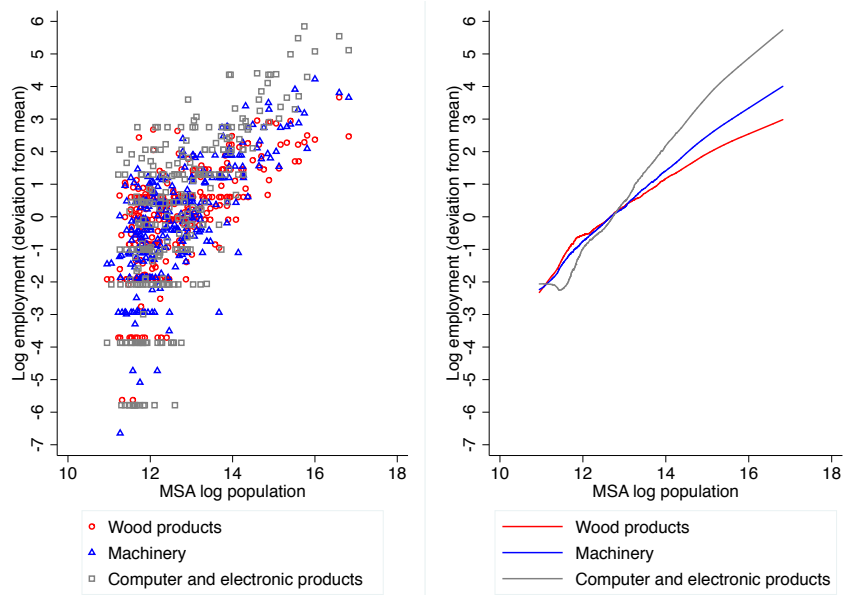 Log employment (deviation from mean)
6
5
4
3
2
1
0
-1
-2
-3
-4
-5
-6
-7
10 12 14 16 18
MSA log population
Wood products
Machinery
Computer and electronic products
Log employment (deviation from mean)
6
5
4
3
2
1
0
-1
-2
-3
-4
-5
-6
-7
10 12 14 16 18
MSA log population
Wood products
Machinery
Computer and electronic products